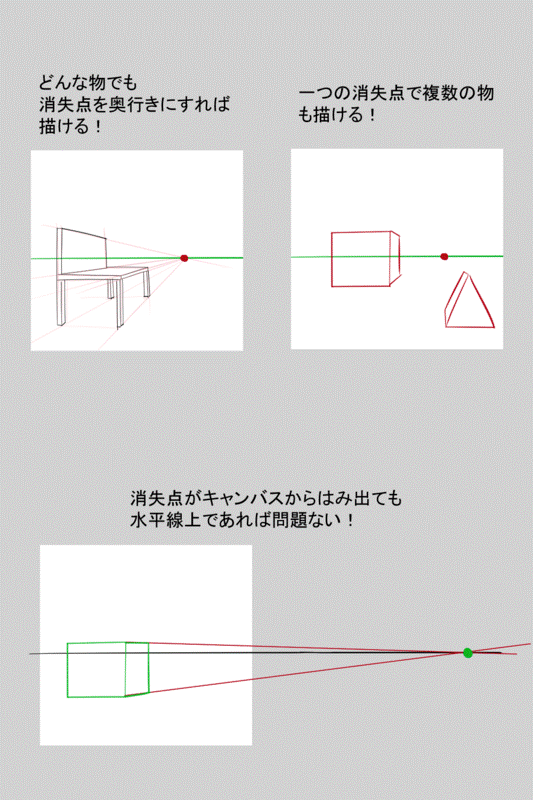 どんな物でも
消失点を奥行きにすれば
描ける！
一つの消失点で複数の物
も描ける！
消失点がキャンバスからはみ出ても
水平線上であれば問題ない！